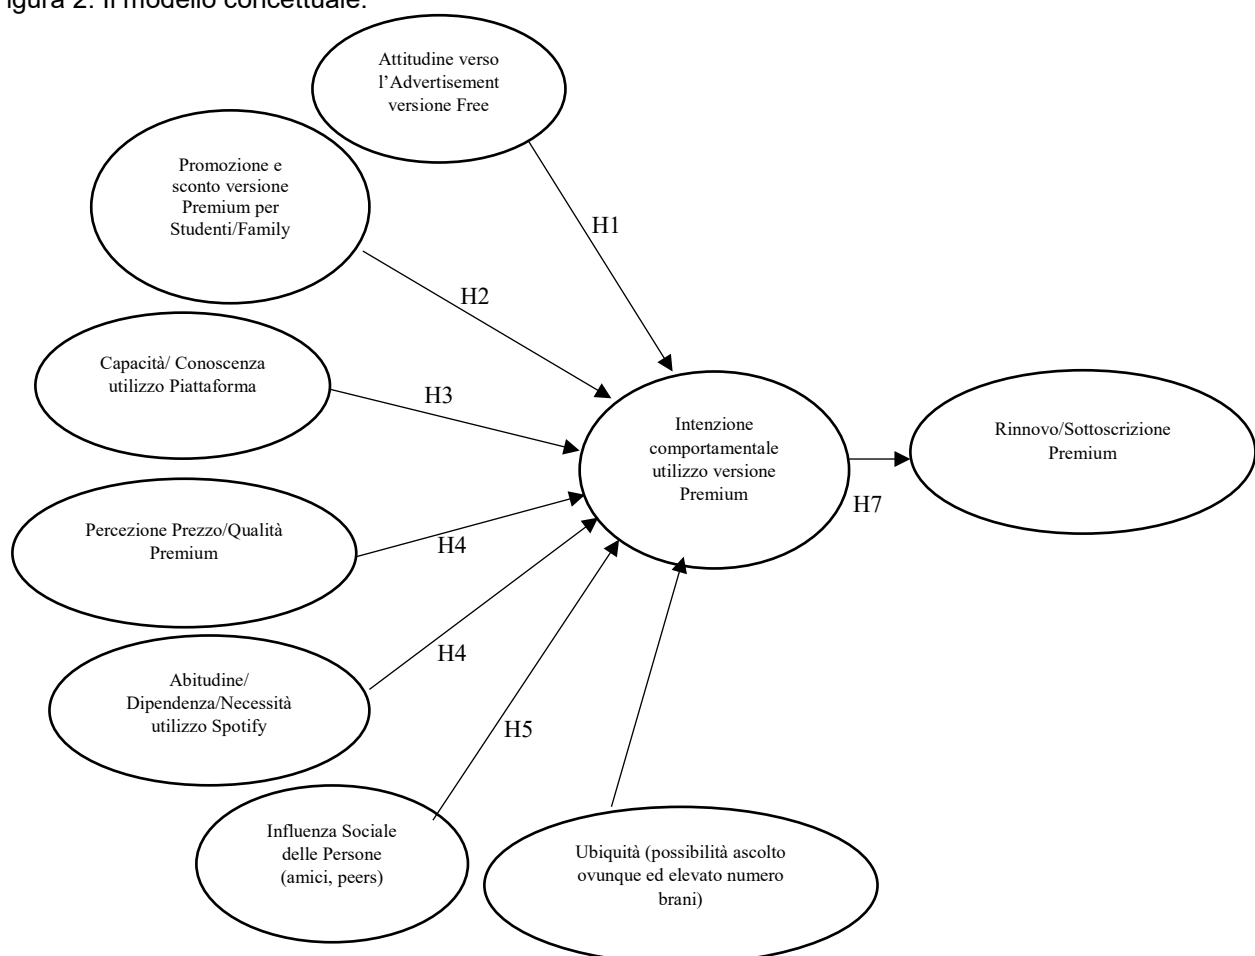 igura 2. Il modello concettuale.
Attitudine verso
l'Advertisement
versione Free
Promozione e
sconto versione
Premium per
Studenti/Family
H1
H2
Capacità/ Conoscenza
utilizzo Piattaforma
H3
Intenzione
comportamentale
utilizzo versione
Premium
Rinnovo/Sottoscrizione
Premium
H7
Percezione Prezzo/Qualità
Premium
H4
Abitudine/
Dipendenza/Necessità
utilizzo Spotify
H4
H5
Influenza Sociale
delle Persone
(amici, peers)
Ubiquità (possibilità ascolto
ovunque ed elevato numero
brani)